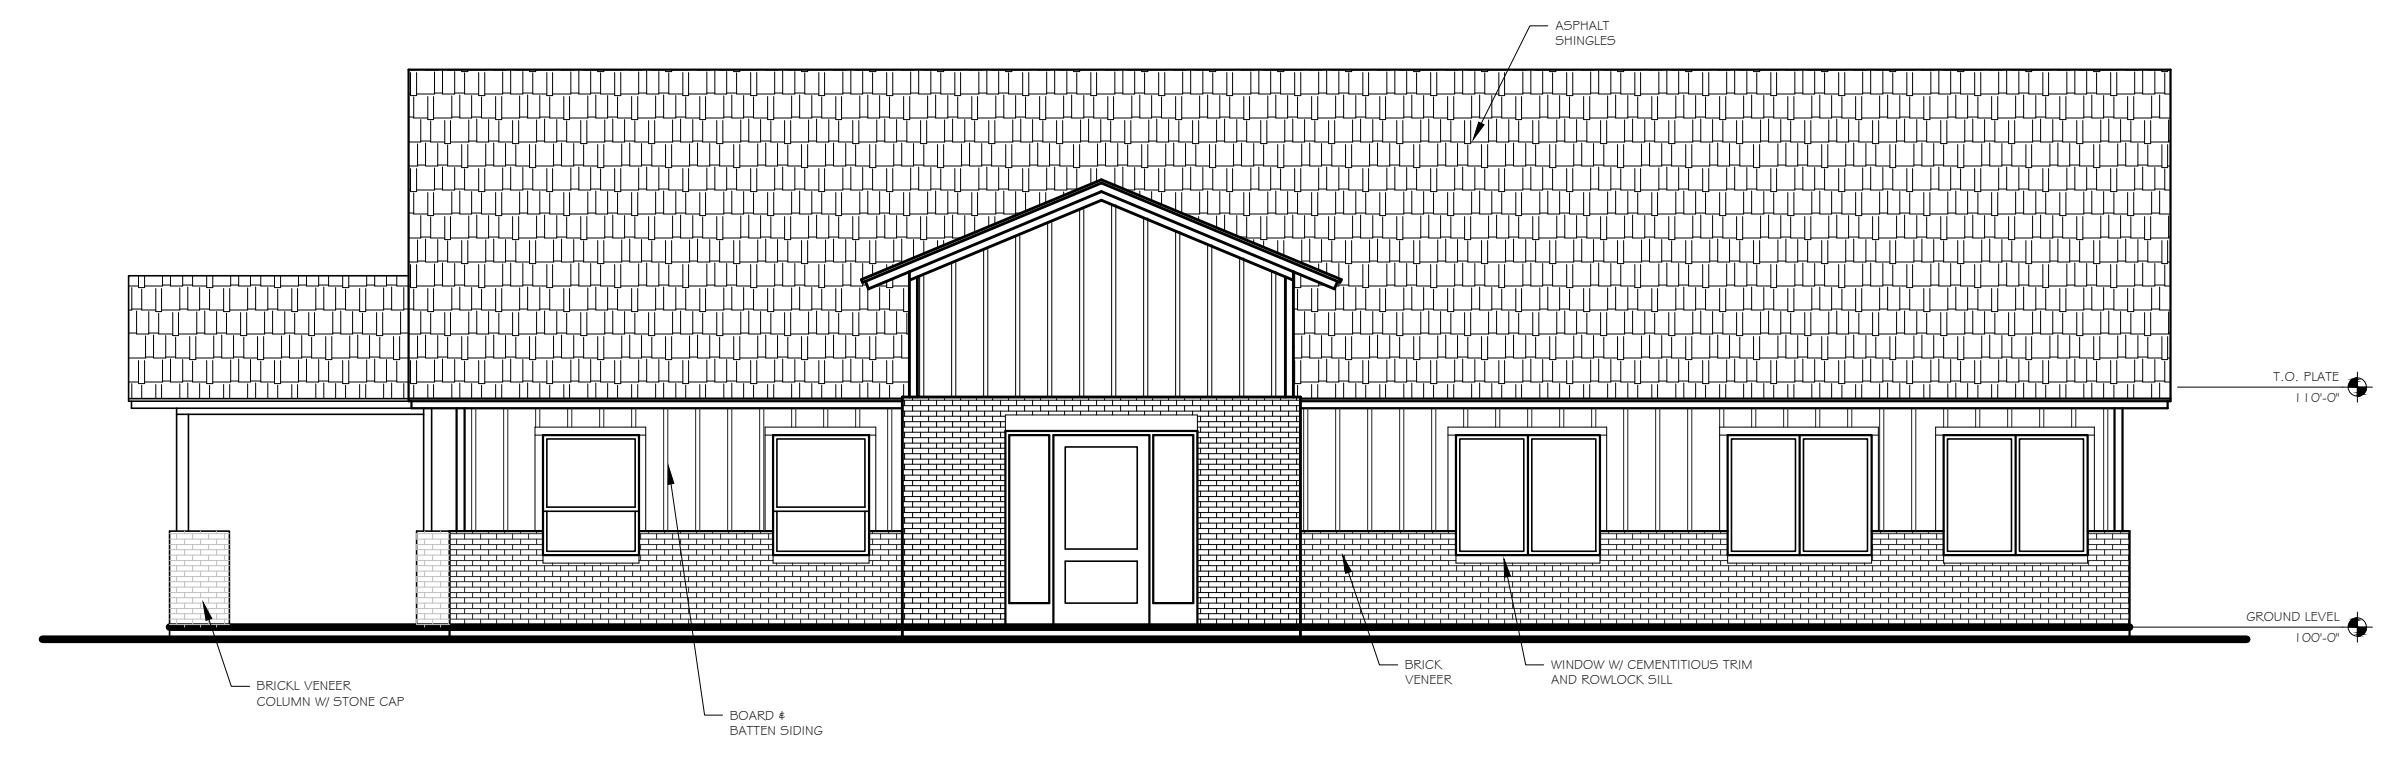 ASPHALT
SHINGLES
T.O. PLATE
110'-0"
GROUND LEVEL
100'-0"
BRICKL VENEER
COLUMN W/ STONE CAP
BOARD &
BATTEN SIDING
BRICK
VENEER
WINDOW W/ CEMENTITIOUS TRIM
AND ROWLOCK SILL